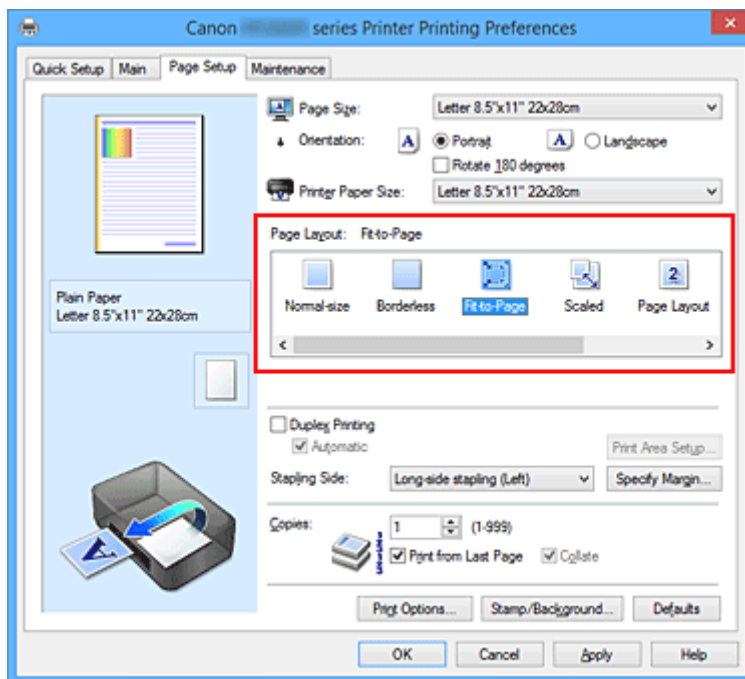 Canon series Printer Printing Preferences
Quick Setup Main Page Setup Maintenance
Page Size: Letter 8.5"x11" 22x28cm
Orientation: A Portrait A Landscape
Rotate 180 degrees
Printer Paper Size: Letter 8.5"x11" 22x28cm
Page Layout: Fit-to-Page
Normal-size Borderless Fit-to-Page Scaled Page Layout
Plain Paper
Letter 8.5"x11" 22x28cm
Duplex Printing
Automatic
Print Area Setup...
Stapling Side: Long-side stapling (Left) Specify Margin...
Copies: 1 (1-999)
Print from Last Page Collate
Print Options... Stamp/Background... Defaults
OK Cancel Apply Help